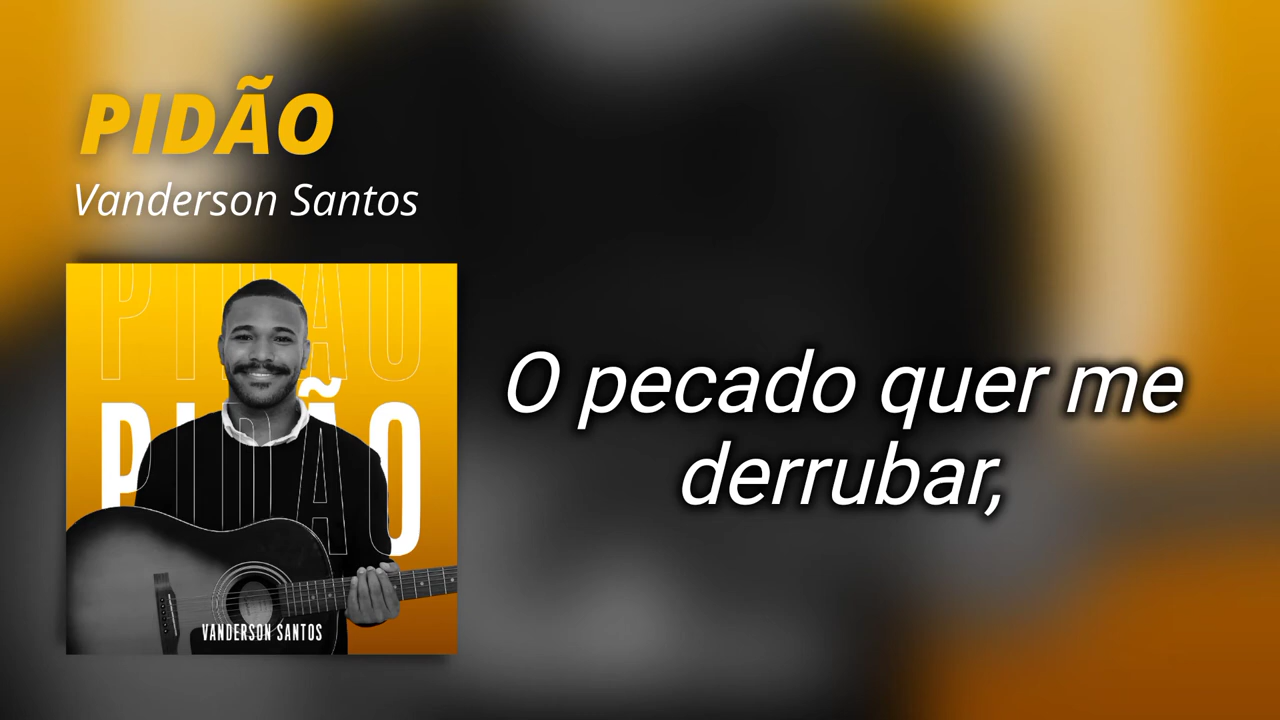 PIDÃO
Vanderson Santos
PIDÃO
PIDÃO
VANDERSON SANTOS
O pecado quer me
derrubar,